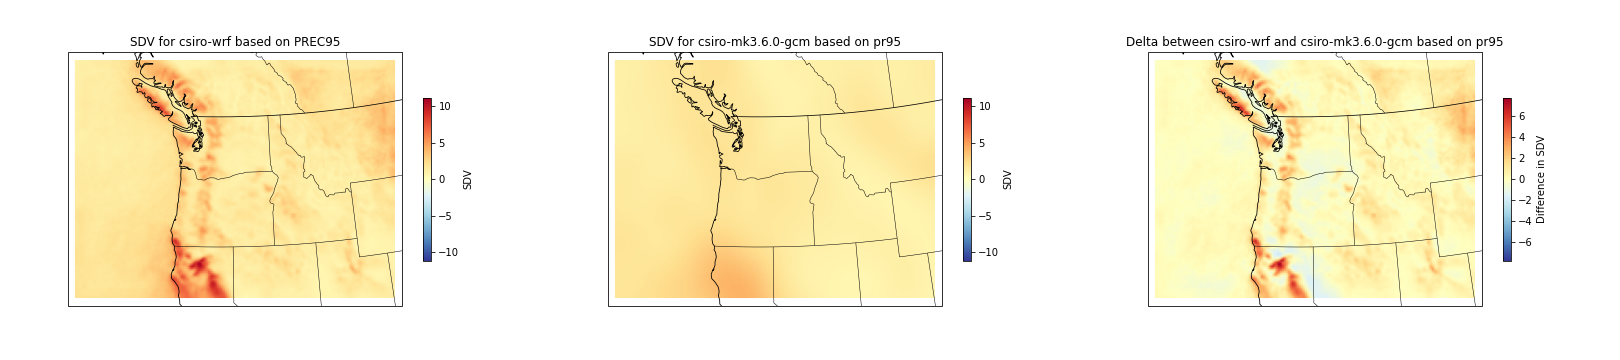 SDV for csiro-wrf based on PREC95
10
5
0
−5
−10
SDV
SDV for csiro-mk3.6.0-gcm based on pr95
10
5
0
−5
−10
SDV
Delta between csiro-wrf and csiro-mk3.6.0-gcm based on pr95
6
4
2
0
−2
−4
−6
Difference in SDV